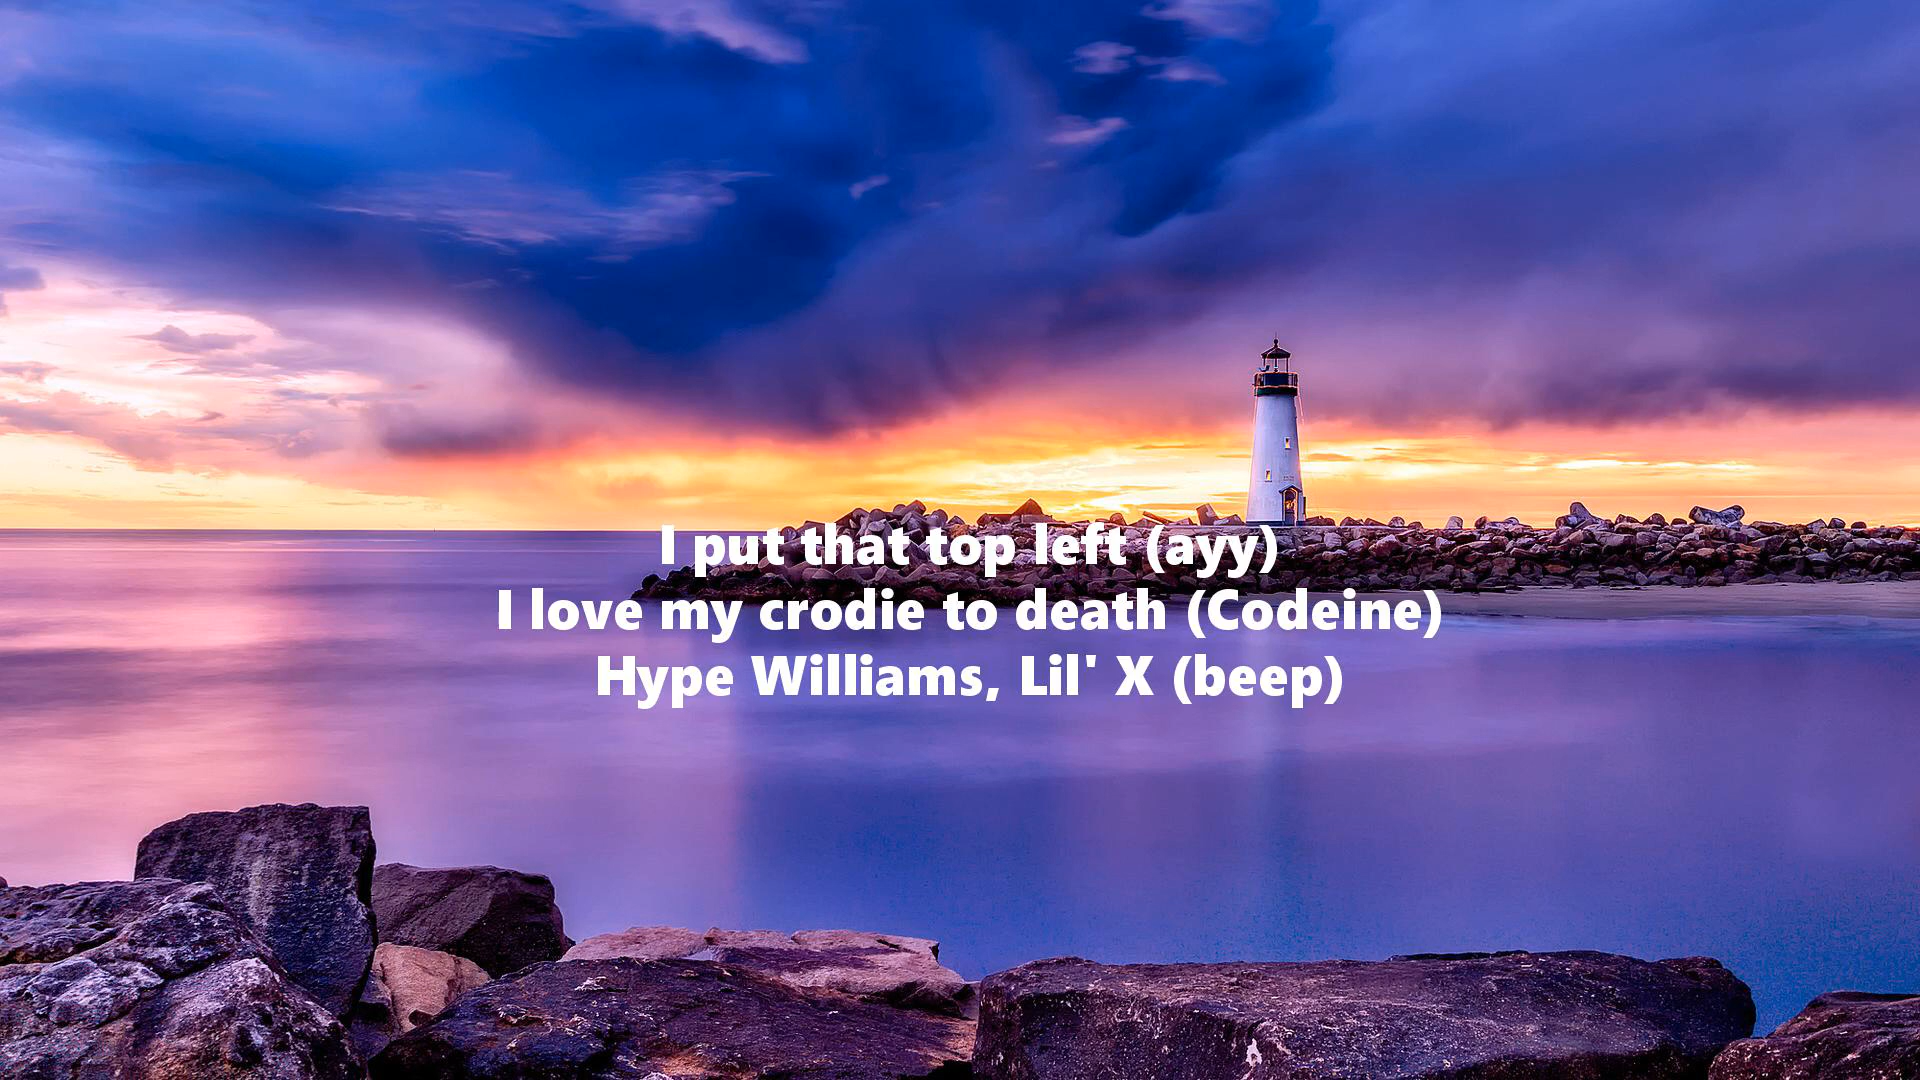 I put that top left (ayy)
I love my crodie to death (Codeine)
Hype Williams, Lil' X (beep)